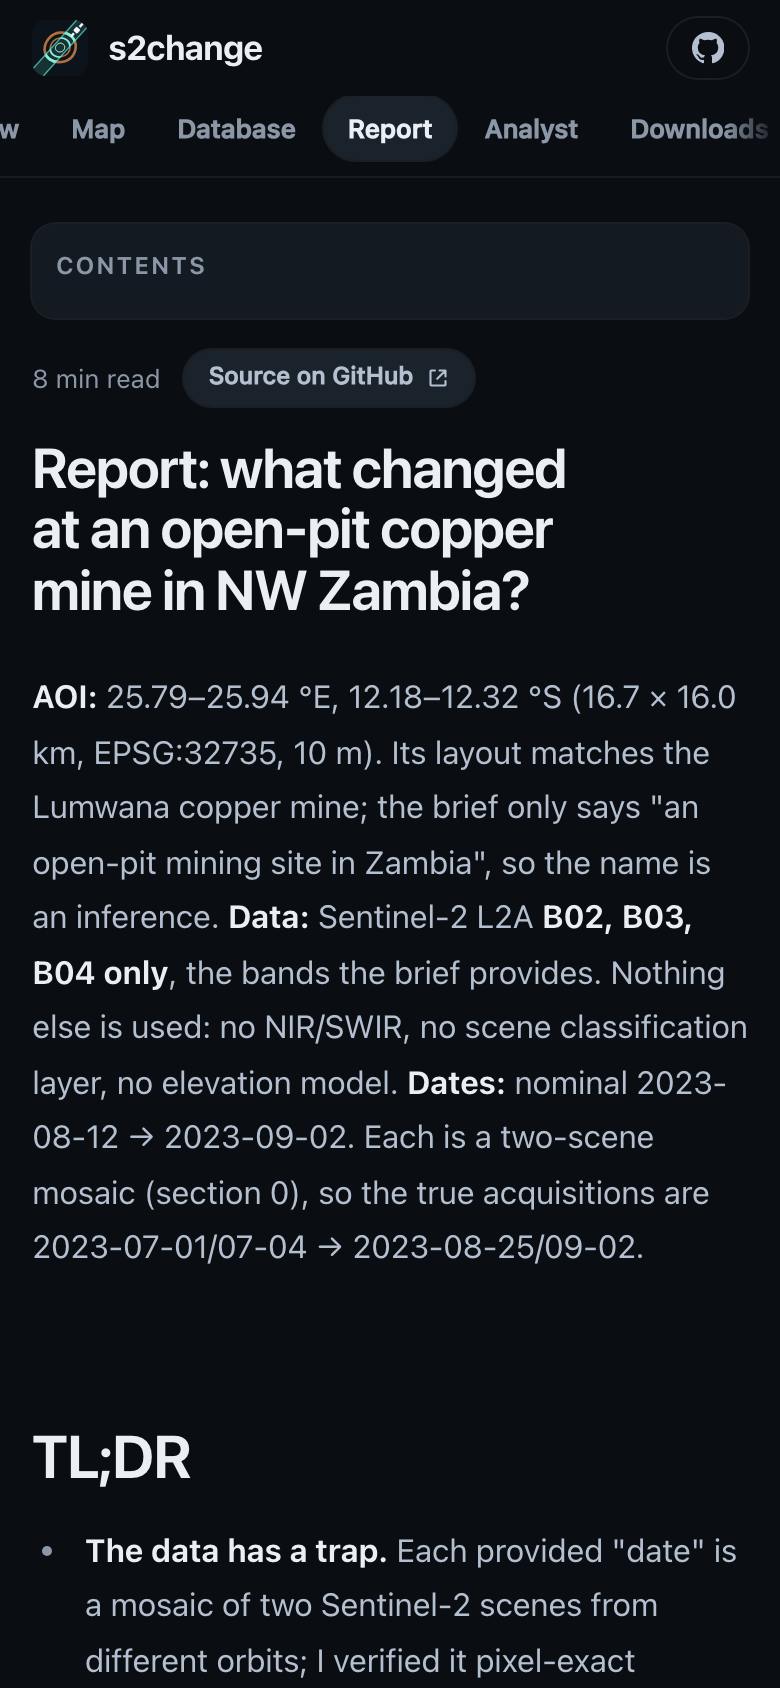 s2change
w Map Database Report Analyst Downloads
CONTENTS
8 min read Source on GitHub
Report: what changed
at an open-pit copper
mine in NW Zambia?
AOI: 25.79–25.94 °E, 12.18–12.32 °S (16.7 × 16.0
km, EPSG:32735, 10 m). Its layout matches the
Lumwana copper mine; the brief only says "an
open-pit mining site in Zambia", so the name is
an inference. Data: Sentinel-2 L2A B02, B03,
B04 only, the bands the brief provides. Nothing
else is used: no NIR/SWIR, no scene classification
layer, no elevation model. Dates: nominal 2023-
08-12 → 2023-09-02. Each is a two-scene
mosaic (section 0), so the true acquisitions are
2023-07-01/07-04 → 2023-08-25/09-02.
TL;DR
• The data has a trap. Each provided "date" is
a mosaic of two Sentinel-2 scenes from
different orbits; I verified it pixel-exact